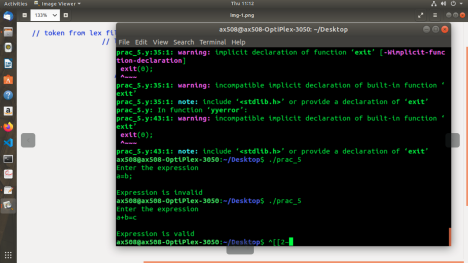 Image Viewer
Thu 11:12
img-1.png
133%
// token from lex fil
//
ax508@ax508-OptiPlex-3050: ~/Desktop
File Edit View Search Terminal Help
prac_5.y:35:1: warning: implicit declaration of function ‘exit’ [-Wimplicit-func
tion-declaration]
exit(0);
^~~~
prac_5.y:35:1: warning: incompatible implicit declaration of built-in function ‘
exit’
prac_5.y:35:1: note: include ‘<stdlib.h>’ or provide a declaration of ‘exit’
prac_5.y: In function ‘yyerror’:
prac_5.y:43:1: warning: incompatible implicit declaration of built-in function ‘
exit’
exit(0);
^~~~
prac_5.y:43:1: note: include ‘<stdlib.h>’ or provide a declaration of ‘exit’
ax508@ax508-OptiPlex-3050:~/Desktop$ ./prac_5
Enter the expression
a=b;
Expression is invalid
ax508@ax508-OptiPlex-3050:~/Desktop$ ./prac_5
Enter the expression
a+b=c
Expression is valid
ax508@ax508-OptiPlex-3050:~/Desktop$ ^[[2~